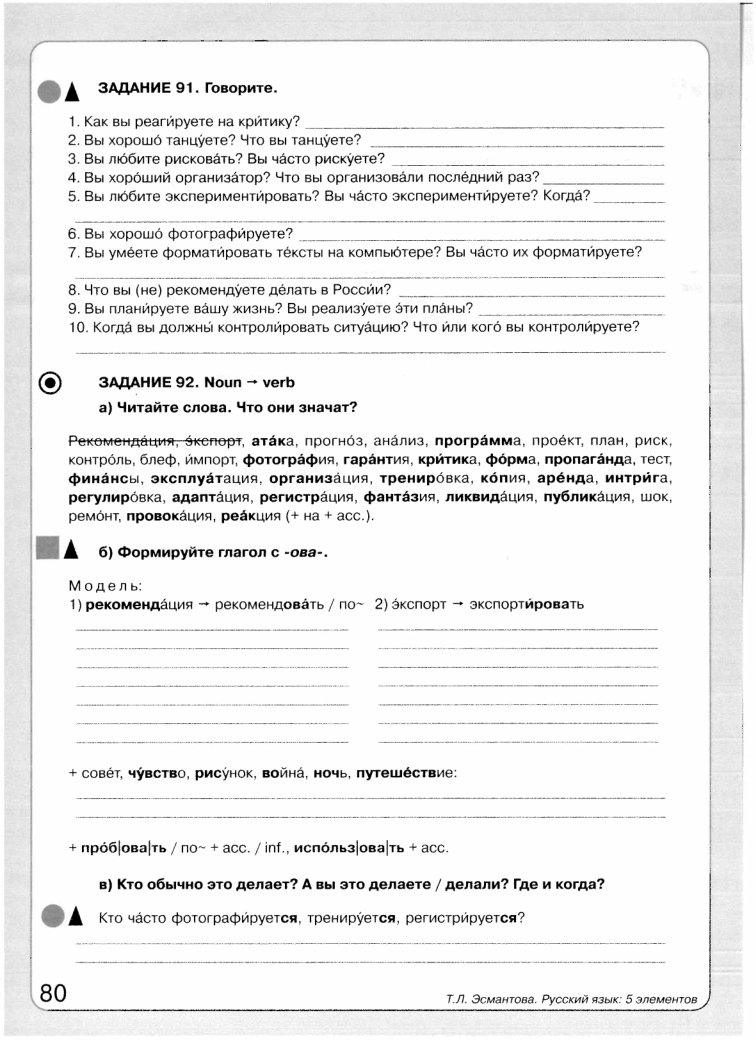 ЗАДАНИЕ 91. Говорите.
1. Как вы реаги́руете на кри́тику?
2. Вы хорошо́ танцу́ете? Что вы танцу́ете?
3. Вы лю́бите рискова́ть? Вы ча́сто риску́ете?
4. Вы хоро́ший организа́тор? Что вы организова́ли после́дний раз?
5. Вы лю́бите эксперименти́ровать? Вы ча́сто эксперименти́руете? Когда́?
6. Вы хорошо́ фотографи́руете?
7. Вы уме́ете формати́ровать те́ксты на компью́тере? Вы ча́сто их формати́руете?
8. Что вы (не) рекоменду́ете де́лать в Росси́и?
9. Вы плани́руете ва́шу жизнь? Вы реализу́ете э́ти пла́ны?
10. Когда́ вы должны́ контроли́ровать ситуа́цию? Что и́ли кого́ вы контроли́руете?
ЗАДАНИЕ 92. Noun → verb
а) Читайте слова. Что они значат?
Рекоменда́ция, э́кспорт, ата́ка, прогно́з, ана́лиз, програ́мма, прое́кт, план, риск,
контро́ль, блеф, и́мпорт, фотогра́фия, гара́нтия, кри́тика, фо́рма, пропага́нда, тест,
фина́нсы, эксплуата́ция, организа́ция, трениро́вка, ко́пия, аре́нда, интри́га,
регулиро́вка, адапта́ция, регистра́ция, фанта́зия, ликвида́ция, публика́ция, шок,
ремо́нт, провока́ция, реа́кция (+ на + acc.).
б) Формируйте глагол с -ова-.
Модель:
1) рекоменда́ция → рекомендова́ть / по~ 2) э́кспорт → экспорти́ровать
+ сове́т, чу́вство, рису́нок, война́, ночь, путеше́ствие:
+ про́б|ова|ть / по~ + acc. / inf., испо́льз|ова|ть + acc.
в) Кто обычно это делает? А вы это делаете / делали? Где и когда?
Кто ча́сто фотографи́руется, трениру́ется, регистри́руется?
80
Т.Л. Эсмантова. Русский язык: 5 элементов